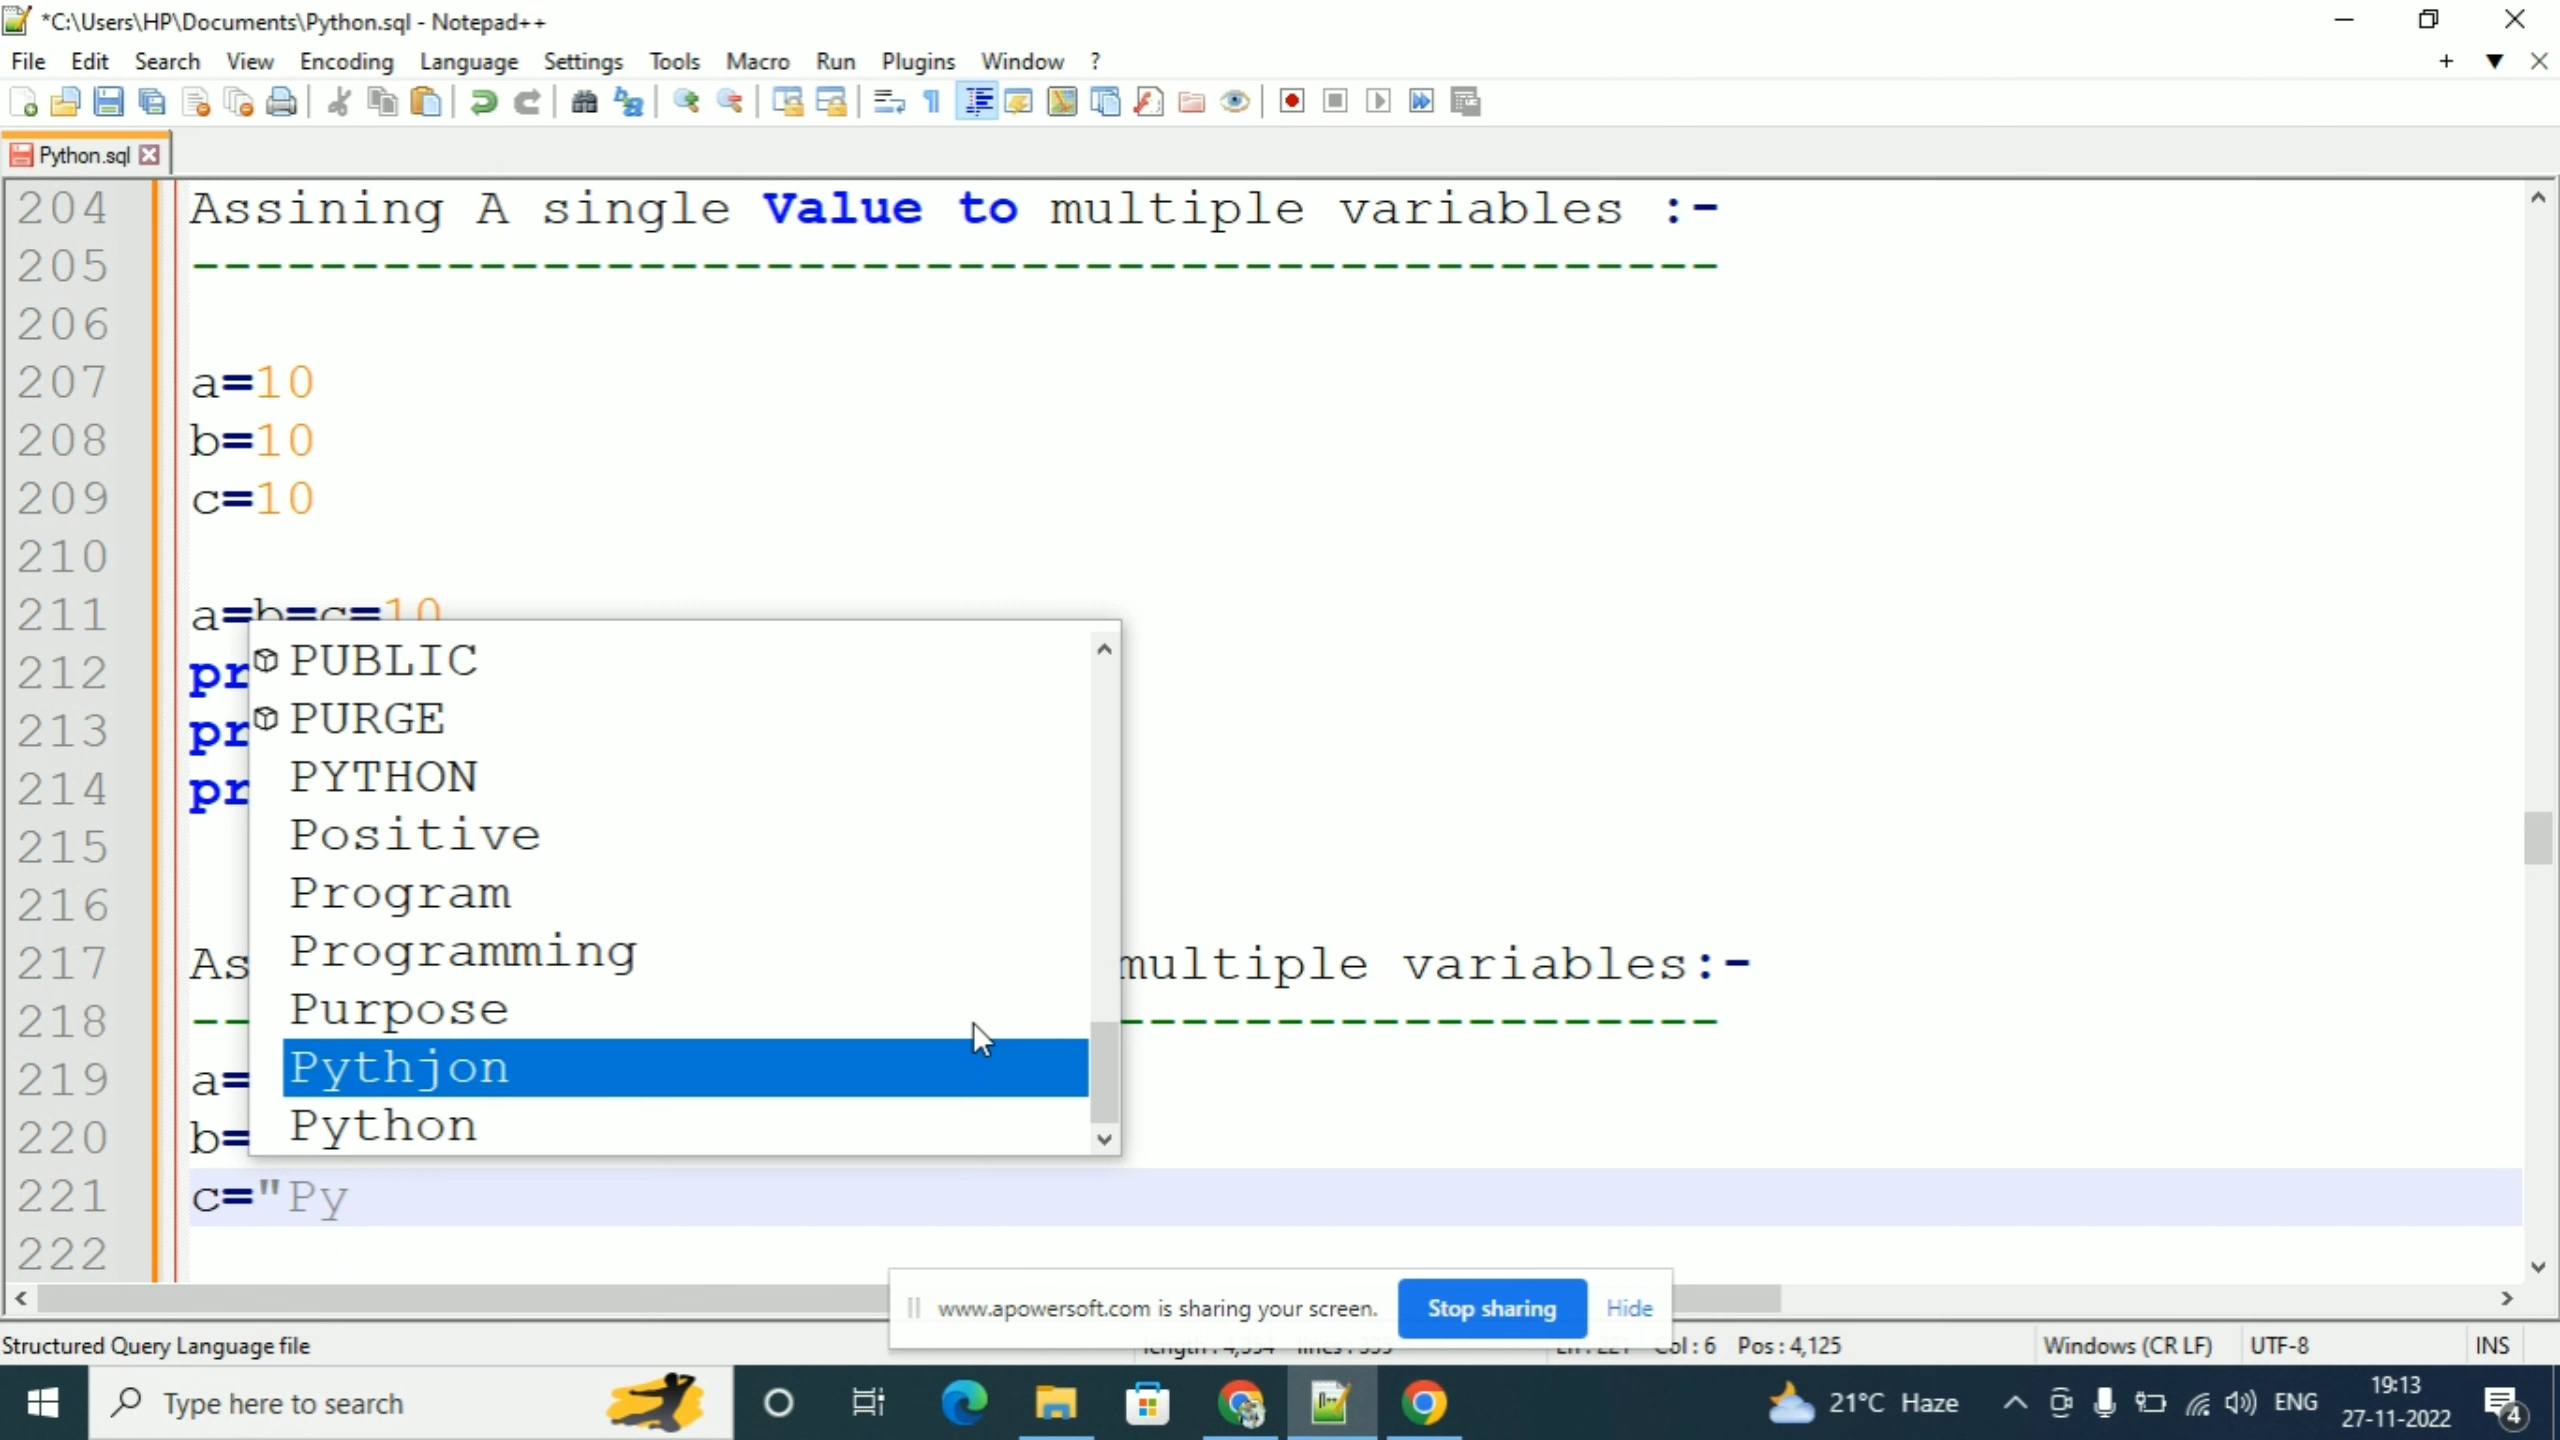 *C:\Users\HP\Documents\Python.sql - Notepad++
File Edit Search View Encoding Language Settings Tools Macro Run Plugins Window ?
Python.sql
204 Assining A single Value to multiple variables :-
205 ------------------------------------------------
206
207 a=10
208 b=10
209 c=10
210
211 a=b=c=10
PUBLIC
212 pr
PURGE
213 pr
PYTHON
214 pr
Positive
215
Program
216
Programming
217 As multiple variables:-
Purpose
218 -- -------------------
Pythjon
219 a=
Python
220 b=
221 c="Py
222
www.apowersoft.com is sharing your screen. Stop sharing Hide
Structured Query Language file Col : 6 Pos : 4,125 Windows (CR LF) UTF-8 INS
Type here to search 21°C Haze ENG 19:13
27-11-2022 4